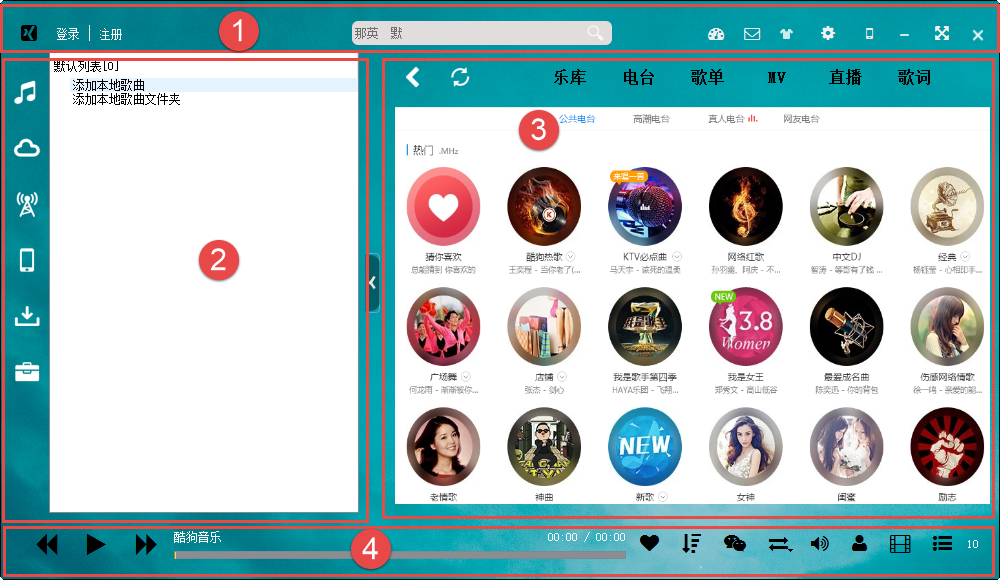 1
登录 | 注册
那英 默
默认列表[0]
添加本地歌曲
添加本地歌曲文件夹
2
乐库 电台 歌单 MV 直播 歌词
3
公共电台 高潮电台 真人电台 网友电台
热门 .MHz
来唱一首
猜你喜欢 酷狗热歌 KTV必点曲 网络红歌 中文DJ 经典
总能猜到 你喜欢的 王奕程 - 当你老了(... 马天宇 - 该死的温柔 孙羽幽、阿庆 - 不... 智涛 - 等哥有了钱 ... 杨钰莹 - 心相印手...
NEW
3.8
Women
广场舞 店铺 我是歌手第四季 我是女王 最爱成名曲 伤感网络情歌
何龙雨 - 渐渐被你... 张杰 - 剑心 HAYA乐团 - 飞翔... 郑秀文 - 高山低谷 陈奕迅 - 你的背包 徐一鸣 - 亲爱的能...
NEW
老情歌 神曲 新歌 女神 闺蜜 励志
酷狗音乐 00:00 / 00:00
4
10